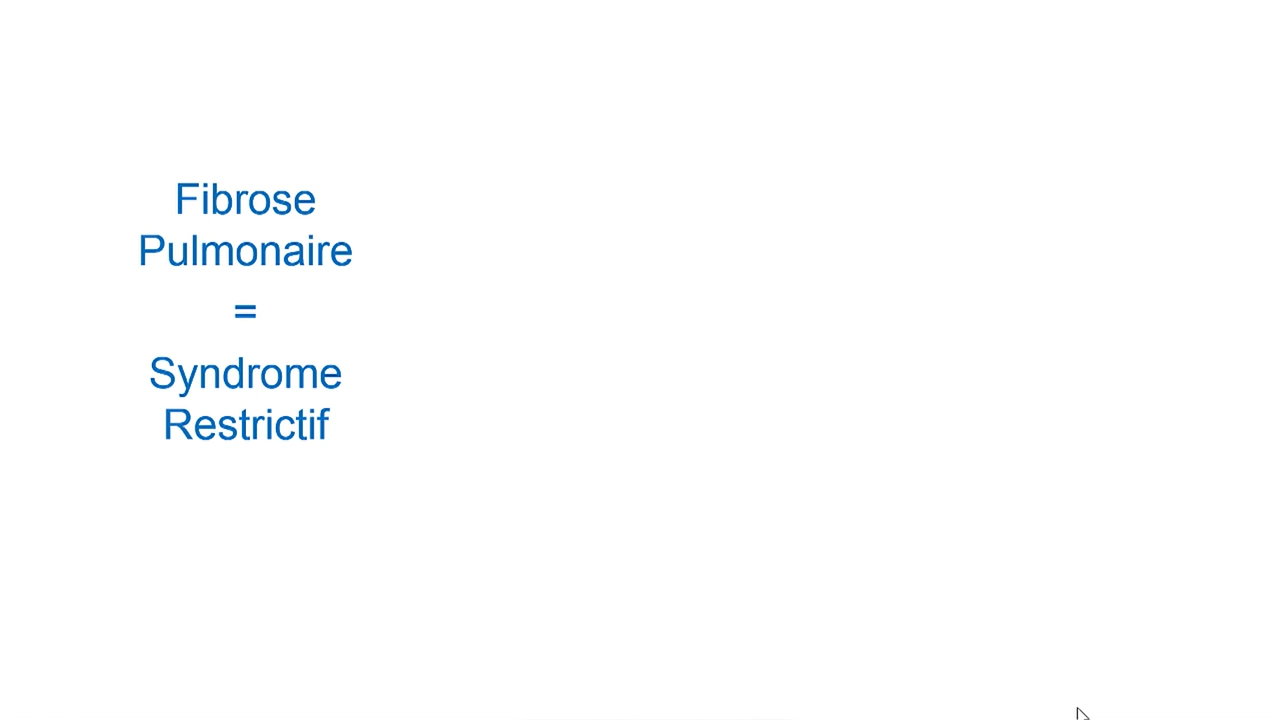 Fibrose
Pulmonaire
=
Syndrome
Restrictif